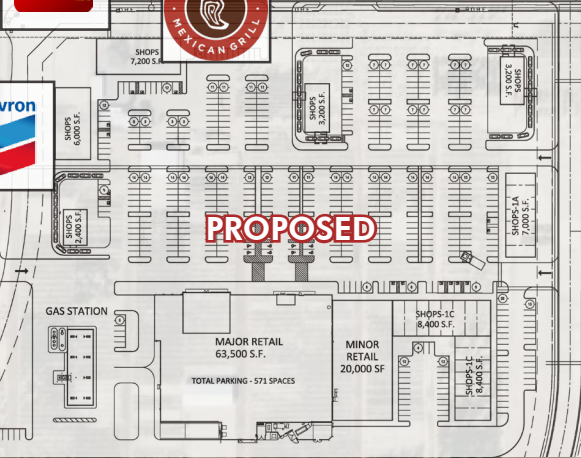 MEXICAN GRILL
SHOPS
7,200 S.F.
vron
SHOPS
6,000 S.F.
SHOPS
3,200 S.F.
SHOPS
3,200 S.F.
SHOPS
2,400 S.F.
PROPOSED
SHOPS-1A
7,000 S.F.
GAS STATION
MAJOR RETAIL
63,500 S.F.
TOTAL PARKING - 571 SPACES
MINOR
RETAIL
20,000 SF
SHOPS-1C
8,400 S.F.
SHOPS-1C
8,400 S.F.